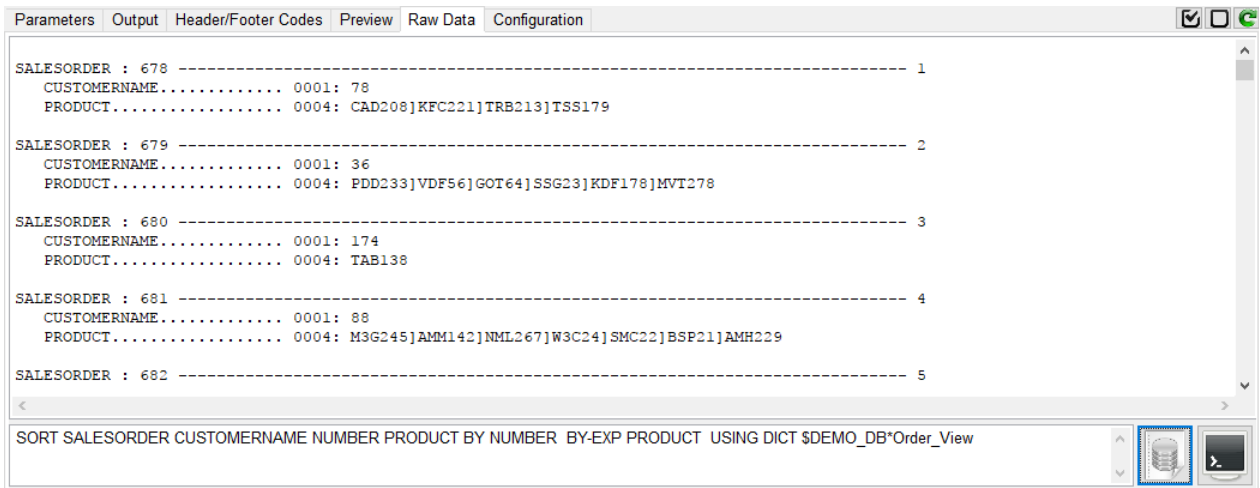 Parameters Output Header/Footer Codes Preview Raw Data Configuration
SALESORDER : 678 ----------------------------------------------------------------------------- 1
CUSTOMERNAME............. 0001: 78
PRODUCT.................. 0004: CAD208]KFC221]TRB213]TSS179
SALESORDER : 679 ----------------------------------------------------------------------------- 2
CUSTOMERNAME............. 0001: 36
PRODUCT.................. 0004: PDD233]VDF56]GOT64]SSG23]KDF178]MVT278
SALESORDER : 680 ----------------------------------------------------------------------------- 3
CUSTOMERNAME............. 0001: 174
PRODUCT.................. 0004: TAB138
SALESORDER : 681 ----------------------------------------------------------------------------- 4
CUSTOMERNAME............. 0001: 88
PRODUCT.................. 0004: M3G245]AMM142]NML267]W3C24]SMC22]BSP21]AMH229
SALESORDER : 682 ----------------------------------------------------------------------------- 5
SORT SALESORDER CUSTOMERNAME NUMBER PRODUCT BY NUMBER  BY-EXP PRODUCT  USING DICT $DEMO_DB*Order_View